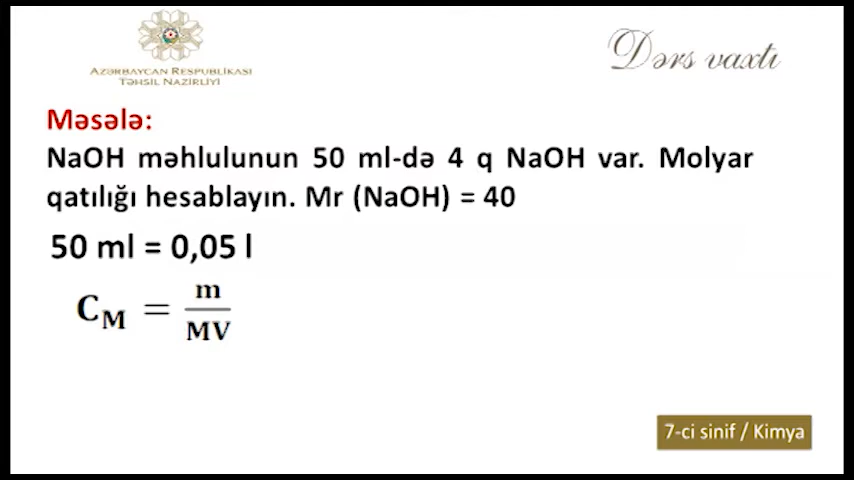 AZƏRBAYCAN RESPUBLİKASI
TƏHSİL NAZİRLİYİ
Dərs vaxtı
Məsələ:
NaOH məhlulunun 50 ml-də 4 q NaOH var. Molyar
qatılığı hesablayın. Mr (NaOH) = 40
50 ml = 0,05 l
C_M = m/MV
7-ci sinif / Kimya